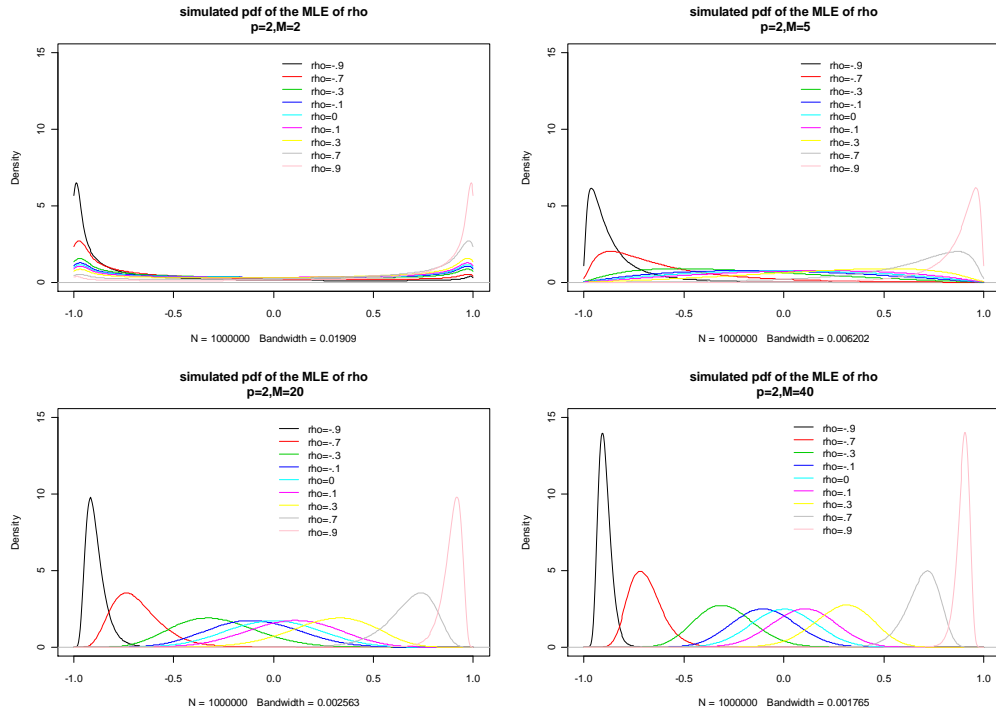 simulated pdf of the MLE of rho
p=2,M=2
15
10
5
0
Density
rho=-.9
rho=-.7
rho=-.3
rho=-.1
rho=0
rho=.1
rho=.3
rho=.7
rho=.9
-1.0 -0.5 0.0 0.5 1.0
N = 1000000 Bandwidth = 0.01909
simulated pdf of the MLE of rho
p=2,M=5
15
10
5
0
Density
rho=-.9
rho=-.7
rho=-.3
rho=-.1
rho=0
rho=.1
rho=.3
rho=.7
rho=.9
-1.0 -0.5 0.0 0.5 1.0
N = 1000000 Bandwidth = 0.006202
simulated pdf of the MLE of rho
p=2,M=20
15
10
5
0
Density
rho=-.9
rho=-.7
rho=-.3
rho=-.1
rho=0
rho=.1
rho=.3
rho=.7
rho=.9
-1.0 -0.5 0.0 0.5 1.0
N = 1000000 Bandwidth = 0.002563
simulated pdf of the MLE of rho
p=2,M=40
15
10
5
0
Density
rho=-.9
rho=-.7
rho=-.3
rho=-.1
rho=0
rho=.1
rho=.3
rho=.7
rho=.9
-1.0 -0.5 0.0 0.5 1.0
N = 1000000 Bandwidth = 0.001765